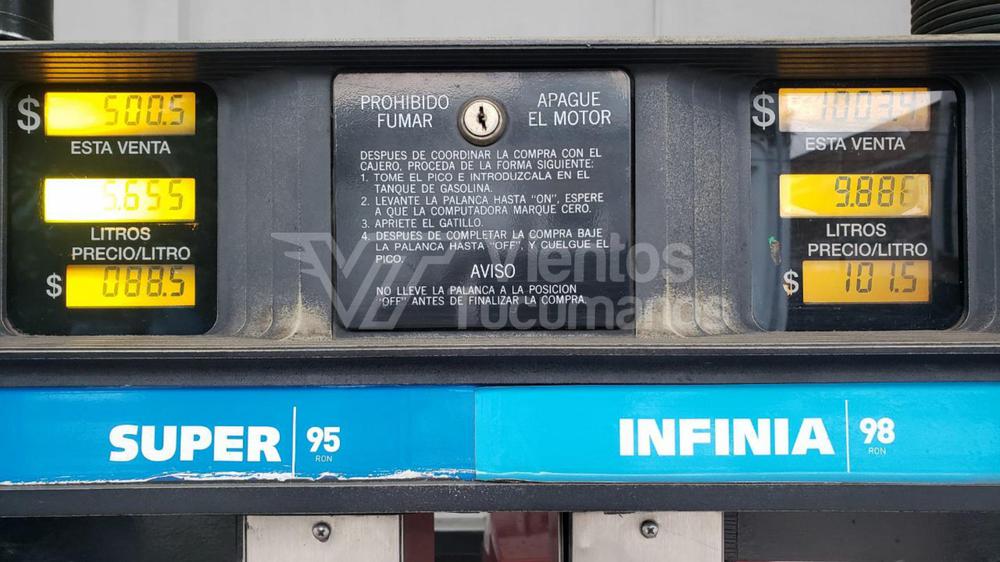 $ 500.5
ESTA VENTA
5.655
LITROS
PRECIO/LITRO
$ 088.5
PROHIBIDO
FUMAR
APAGUE
EL MOTOR
DESPUES DE COORDINAR LA COMPRA CON EL
CAJERO, PROCEDA DE LA FORMA SIGUIENTE:
1. TOME EL PICO E INTRODUZCALA EN EL
TANQUE DE GASOLINA.
2. LEVANTE LA PALANCA HASTA "ON", ESPERE
A QUE LA COMPUTADORA MARQUE CERO.
3. APRIETE EL GATILLO.
4. DESPUES DE COMPLETAR LA COMPRA BAJE
LA PALANCA HASTA "OFF", Y CUELGUE EL
PICO.
AVISO
NO LLEVE LA PALANCA A LA POSICION
"OFF" ANTES DE FINALIZAR LA COMPRA.
Vientos
Tucumanos
$ 1003.4
ESTA VENTA
9.886
LITROS
PRECIO/LITRO
$ 101.5
SUPER 95
RON
INFINIA 98
RON